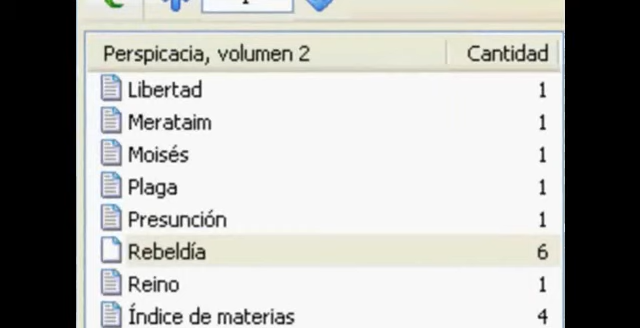 Perspicacia, volumen 2 Cantidad
Libertad 1
Merataim 1
Moisés 1
Plaga 1
Presunción 1
Rebeldía 6
Reino 1
Índice de materias 4